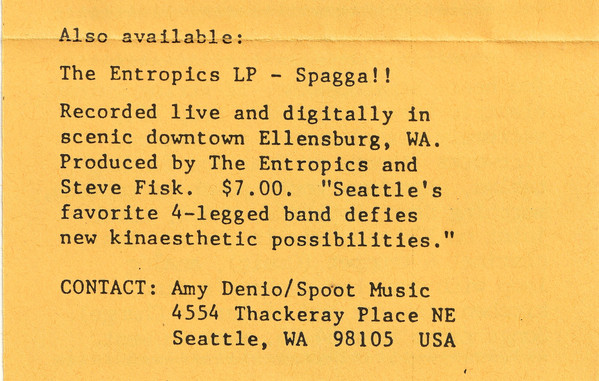 Also available:
The Entropics LP - Spagga!!
Recorded live and digitally in
scenic downtown Ellensburg, WA.
Produced by The Entropics and
Steve Fisk.  $7.00.  "Seattle's
favorite 4-legged band defies
new kinaesthetic possibilities."
CONTACT: Amy Denio/Spoot Music
4554 Thackeray Place NE
Seattle, WA  98105  USA